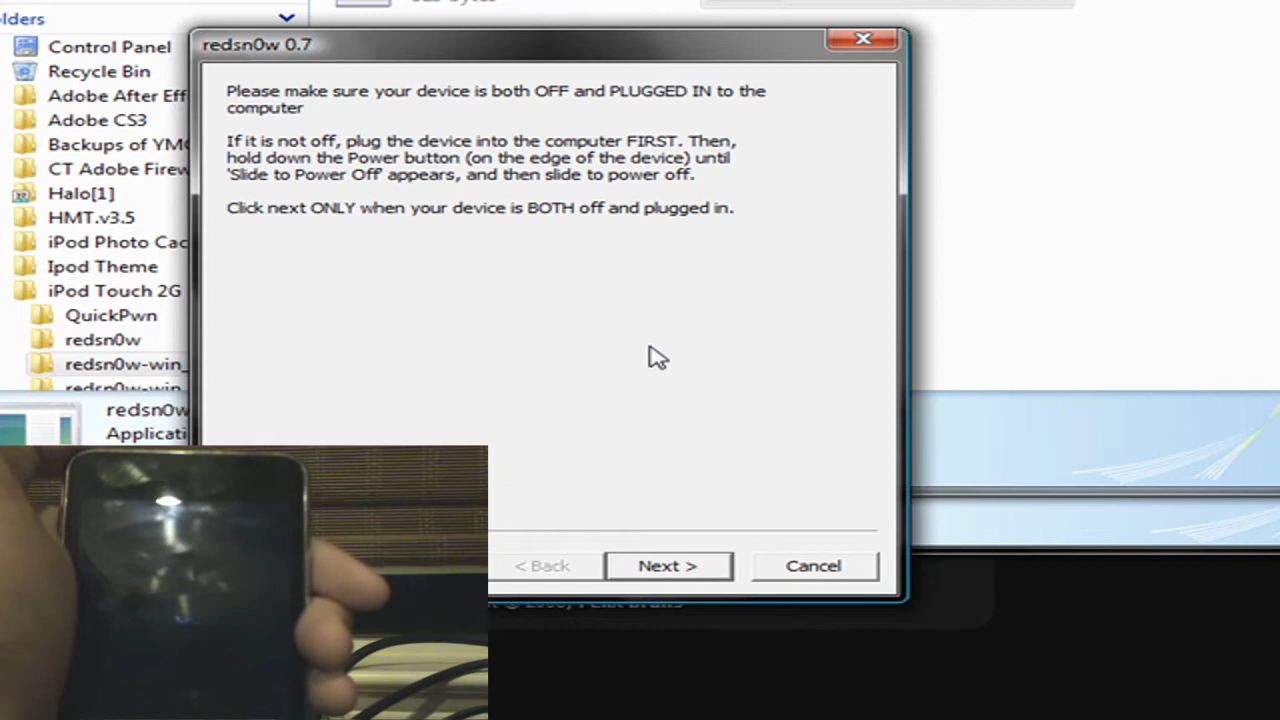 olders
redsn0w 0.7
Control Panel
Recycle Bin
Adobe After Eff
Adobe CS3
Backups of YM
CT Adobe Firew
Halo[1]
HMT.v3.5
iPod Photo Cac
Ipod Theme
iPod Touch 2G
QuickPwn
redsn0w
redsn0w-win_
redsn0w-win
redsn0w
Applicati
Please make sure your device is both OFF and PLUGGED IN to the
computer
If it is not off, plug the device into the computer FIRST. Then,
hold down the Power button (on the edge of the device) until
'Slide to Power Off' appears, and then slide to power off.
Click next ONLY when your device is BOTH off and plugged in.
< Back
Next >
Cancel